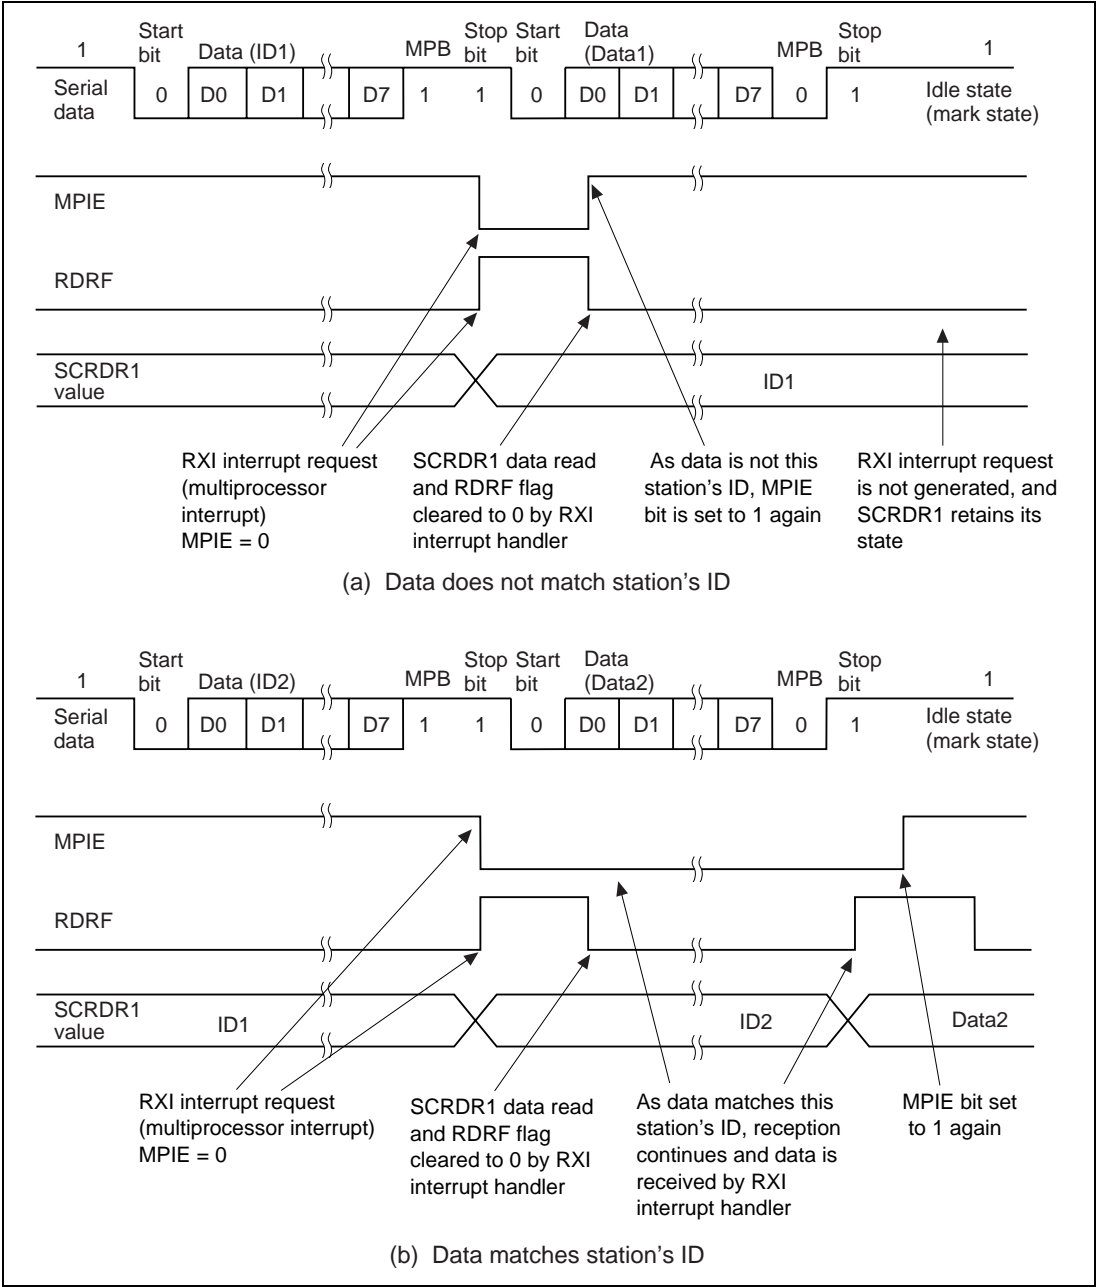 1 Start bit Data (ID1) MPB Stop bit Start bit Data (Data1) MPB Stop bit 1
Serial data 0 D0 D1 D7 1 1 0 D0 D1 D7 0 1 Idle state (mark state)
MPIE
RDRF
SCRDR1 value ID1
RXI interrupt request
(multiprocessor
interrupt)
MPIE = 0
SCRDR1 data read
and RDRF flag
cleared to 0 by RXI
interrupt handler
As data is not this
station's ID, MPIE
bit is set to 1 again
RXI interrupt request
is not generated, and
SCRDR1 retains its
state
(a) Data does not match station's ID
1 Start bit Data (ID2) MPB Stop bit Start bit Data (Data2) MPB Stop bit 1
Serial data 0 D0 D1 D7 1 1 0 D0 D1 D7 0 1 Idle state (mark state)
MPIE
RDRF
SCRDR1 value ID1 ID2 Data2
RXI interrupt request
(multiprocessor interrupt)
MPIE = 0
SCRDR1 data read
and RDRF flag
cleared to 0 by RXI
interrupt handler
As data matches this
station's ID, reception
continues and data is
received by RXI
interrupt handler
MPIE bit set
to 1 again
(b) Data matches station's ID